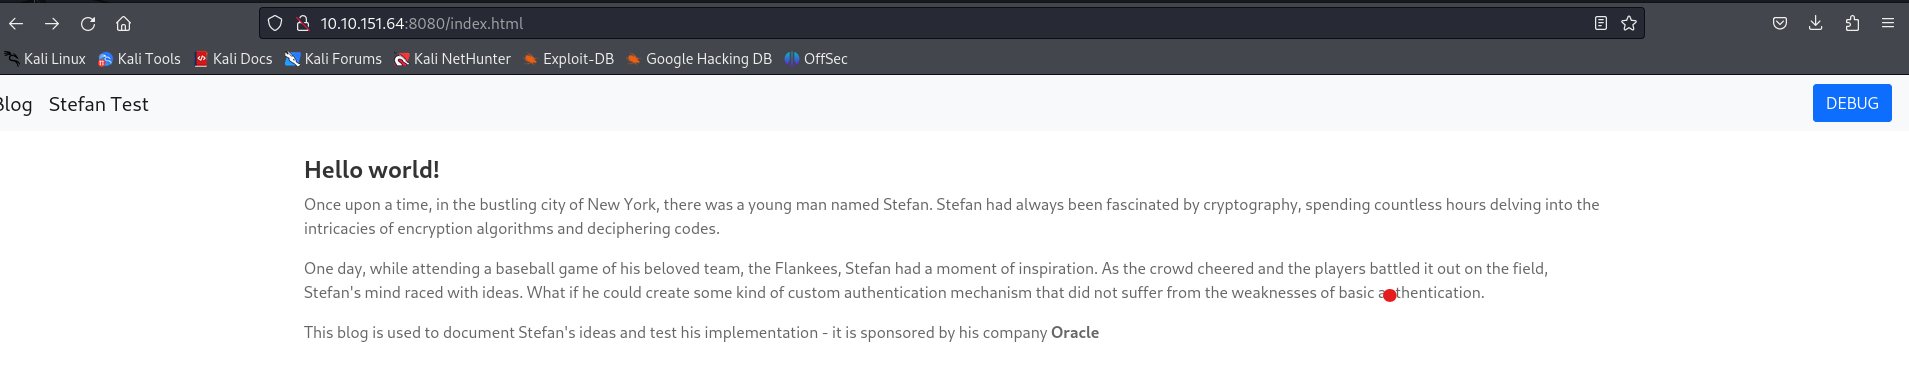 10.10.151.64:8080/index.html
Kali Linux Kali Tools Kali Docs Kali Forums Kali NetHunter Exploit-DB Google Hacking DB OffSec
Blog Stefan Test DEBUG
Hello world!
Once upon a time, in the bustling city of New York, there was a young man named Stefan. Stefan had always been fascinated by cryptography, spending countless hours delving into the
intricacies of encryption algorithms and deciphering codes.
One day, while attending a baseball game of his beloved team, the Flankees, Stefan had a moment of inspiration. As the crowd cheered and the players battled it out on the field,
Stefan's mind raced with ideas. What if he could create some kind of custom authentication mechanism that did not suffer from the weaknesses of basic authentication.
This blog is used to document Stefan's ideas and test his implementation - it is sponsored by his company Oracle